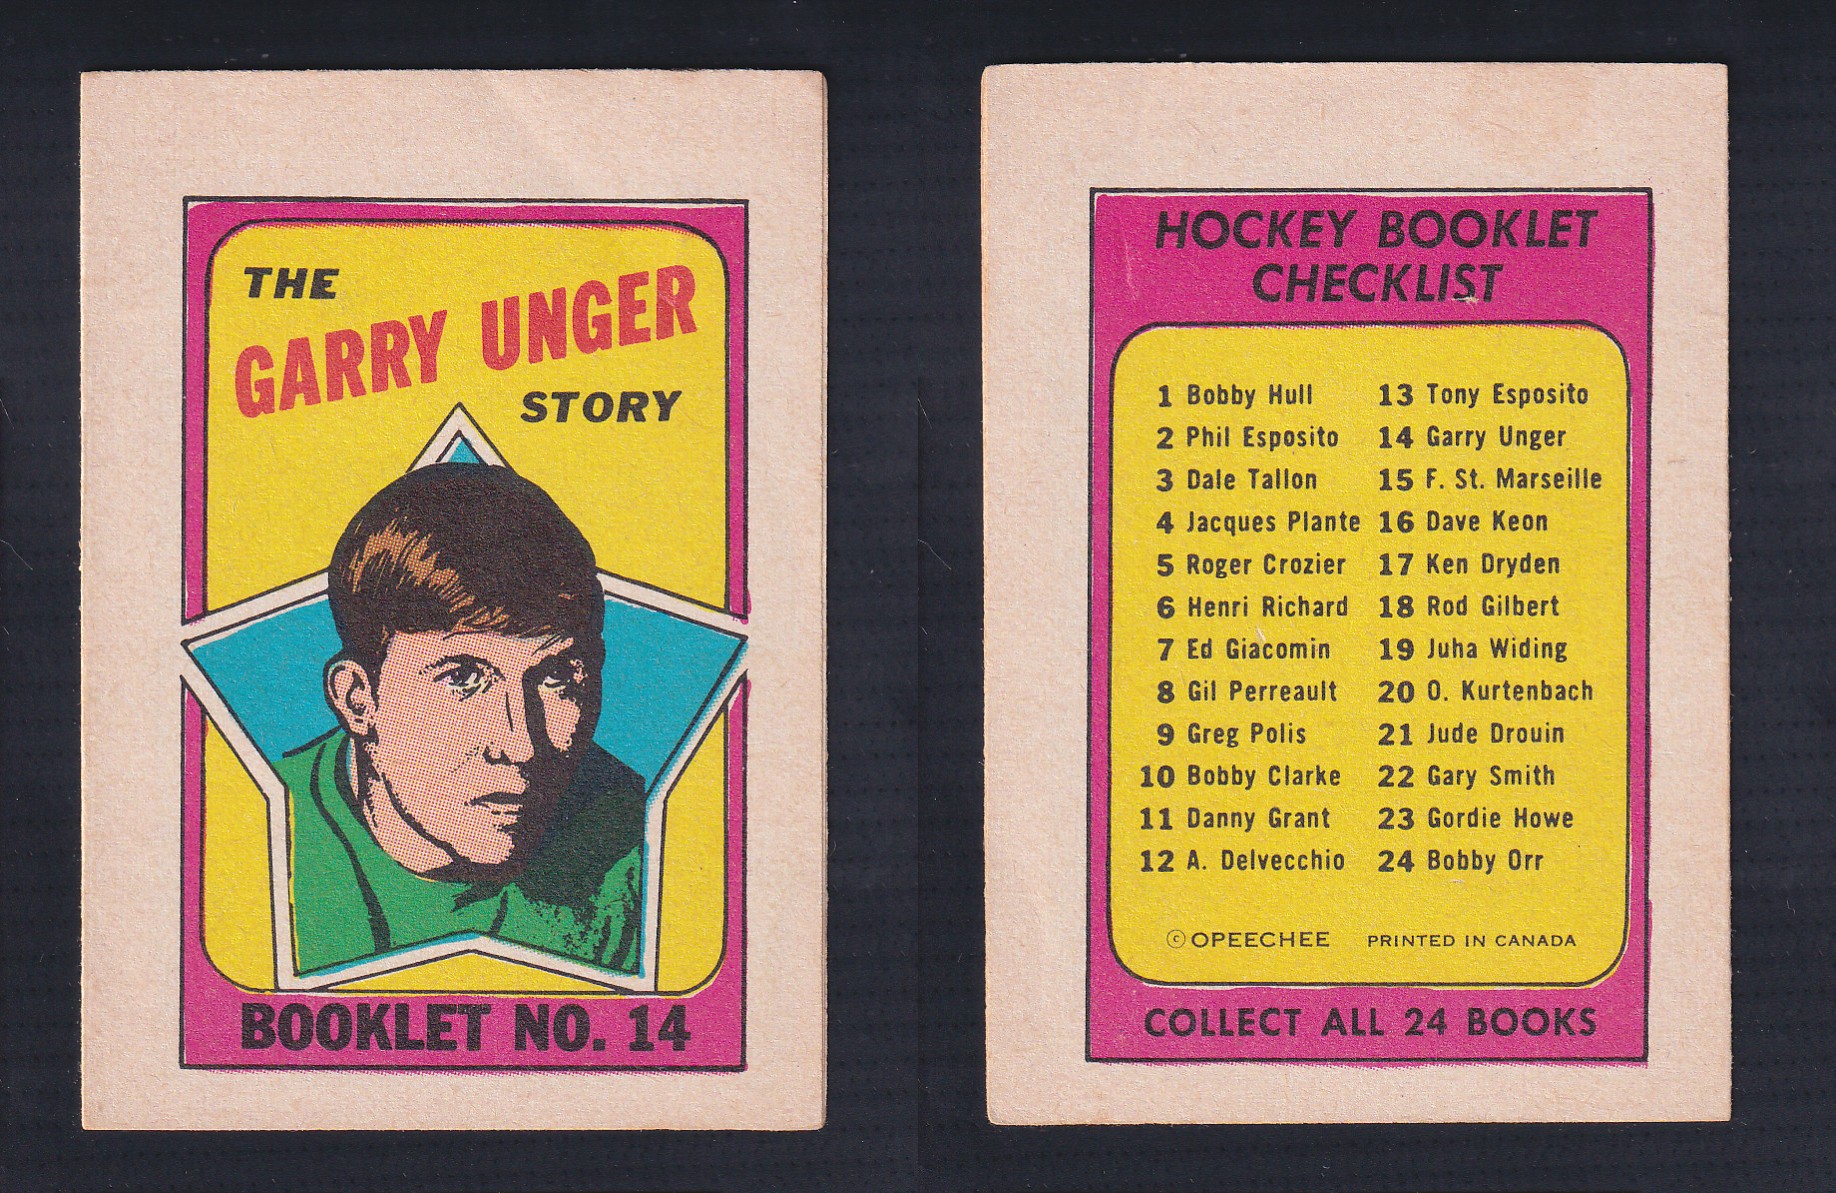 THE
GARRY UNGER
STORY
BOOKLET NO. 14
HOCKEY BOOKLET
CHECKLIST
1 Bobby Hull
2 Phil Esposito
3 Dale Tallon
4 Jacques Plante
5 Roger Crozier
6 Henri Richard
7 Ed Giacomin
8 Gil Perreault
9 Greg Polis
10 Bobby Clarke
11 Danny Grant
12 A. Delvecchio
13 Tony Esposito
14 Garry Unger
15 F. St. Marseille
16 Dave Keon
17 Ken Dryden
18 Rod Gilbert
19 Juha Widing
20 O. Kurtenbach
21 Jude Drouin
22 Gary Smith
23 Gordie Howe
24 Bobby Orr
© OPEECHEE PRINTED IN CANADA
COLLECT ALL 24 BOOKS